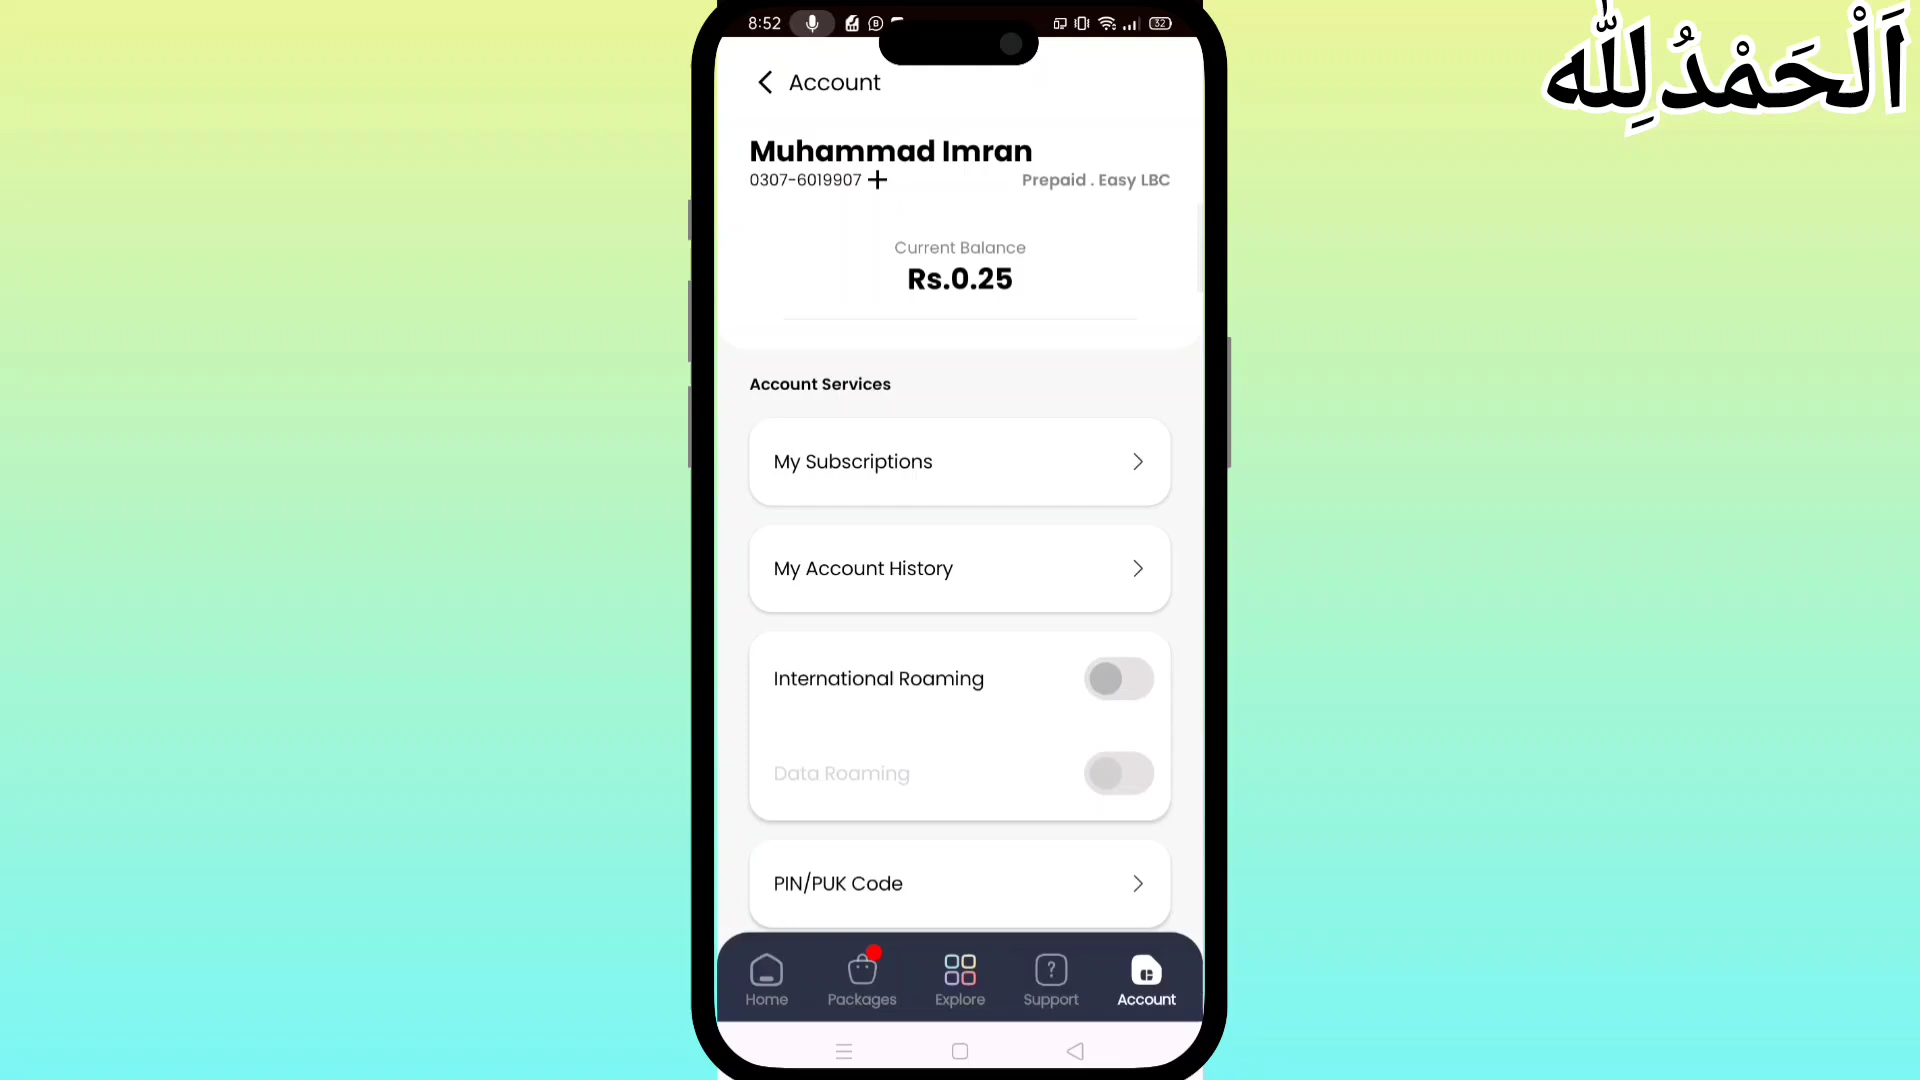 8:52
32
اَلْحَمْدُلِلّٰه
Account
Muhammad Imran
0307-6019907
Prepaid . Easy LBC
Current Balance
Rs.0.25
Account Services
My Subscriptions
My Account History
International Roaming
Data Roaming
PIN/PUK Code
Home
Packages
Explore
Support
Account